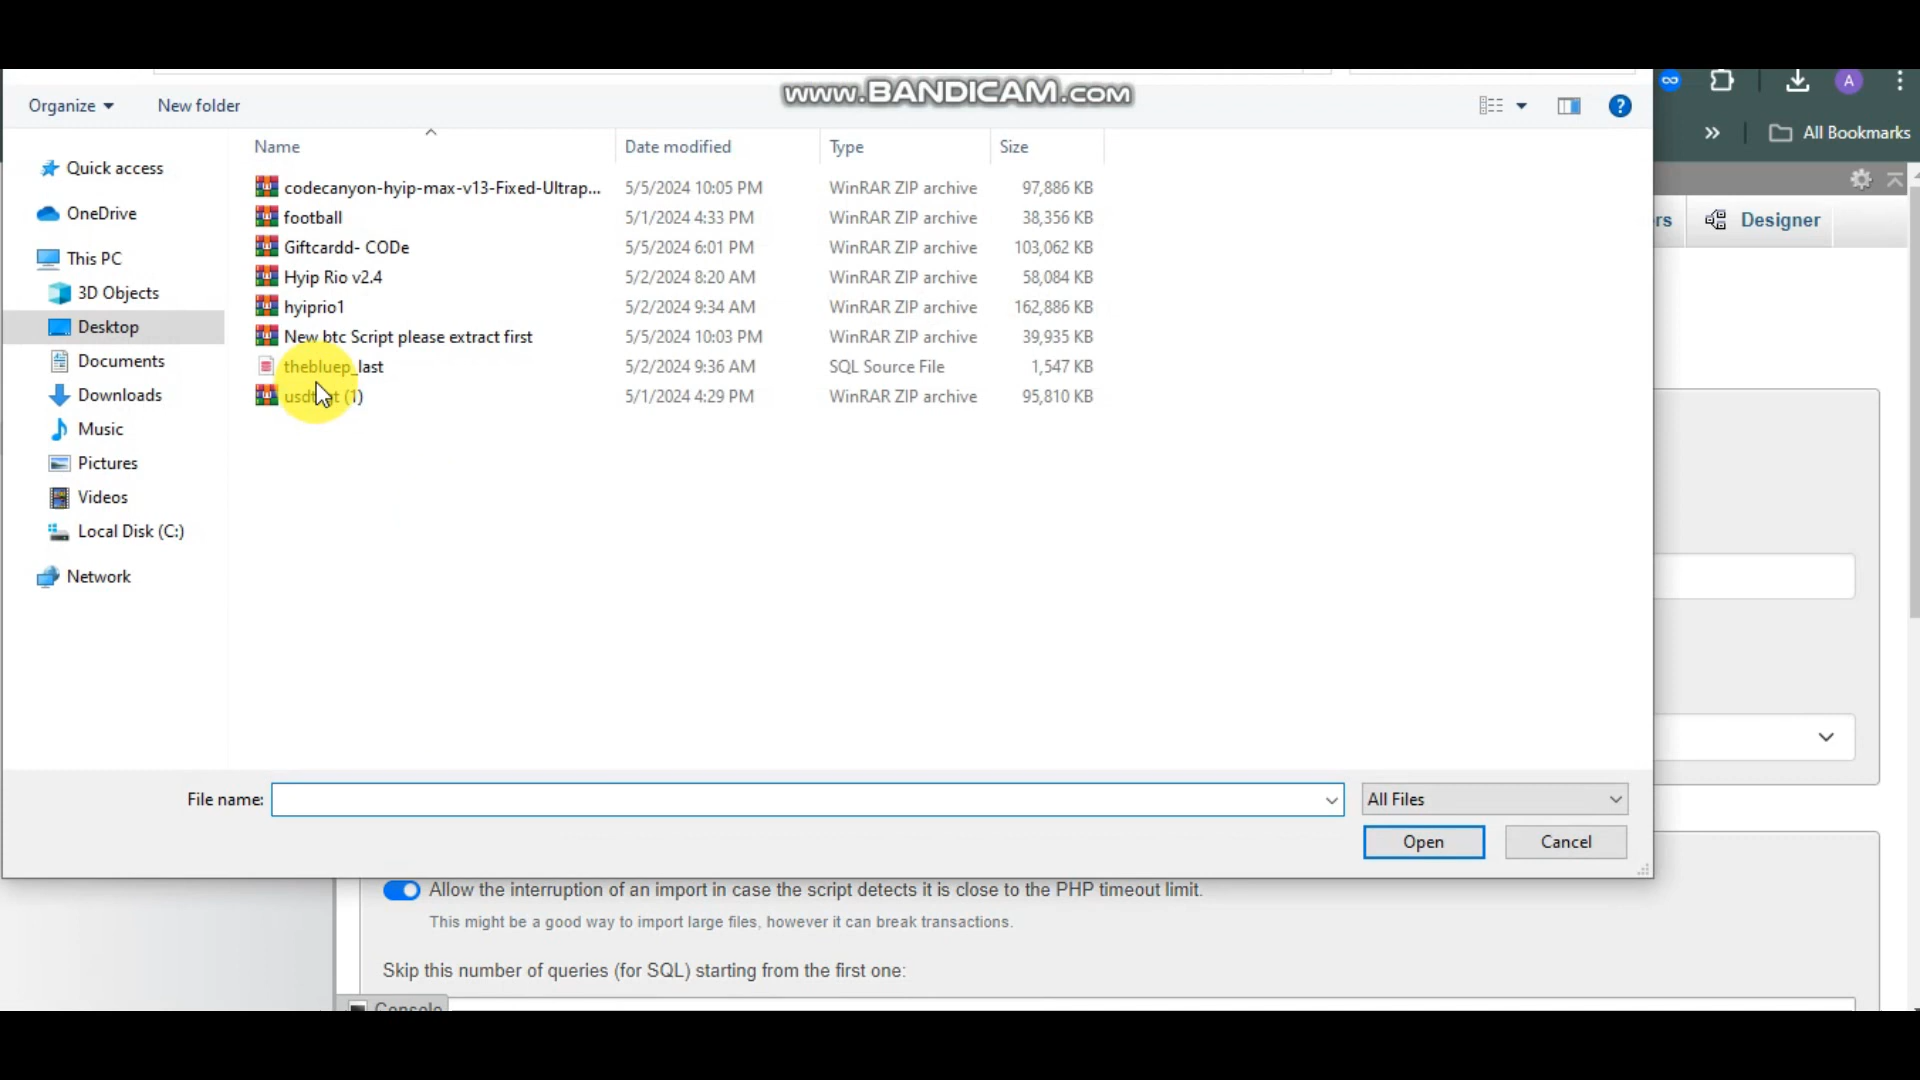 www.BANDICAM.com
Organize New folder
A
All Bookmarks
Name Date modified Type Size
Quick access
OneDrive
This PC
3D Objects
Desktop
Documents
Downloads
Music
Pictures
Videos
Local Disk (C:)
Network
codecanyon-hyip-max-v13-Fixed-Ultrap... 5/5/2024 10:05 PM WinRAR ZIP archive 97,886 KB
football 5/1/2024 4:33 PM WinRAR ZIP archive 38,356 KB
Giftcardd- CODe 5/5/2024 6:01 PM WinRAR ZIP archive 103,062 KB
Hyip Rio v2.4 5/2/2024 8:20 AM WinRAR ZIP archive 58,084 KB
hyiprio1 5/2/2024 9:34 AM WinRAR ZIP archive 162,886 KB
New btc Script please extract first 5/5/2024 10:03 PM WinRAR ZIP archive 39,935 KB
thebluep_last 5/2/2024 9:36 AM SQL Source File 1,547 KB
(1) 5/1/2024 4:29 PM WinRAR ZIP archive 95,810 KB
rs Designer
File name: All Files
Open Cancel
Allow the interruption of an import in case the script detects it is close to the PHP timeout limit.
This might be a good way to import large files, however it can break transactions.
Skip this number of queries (for SQL) starting from the first one:
Console